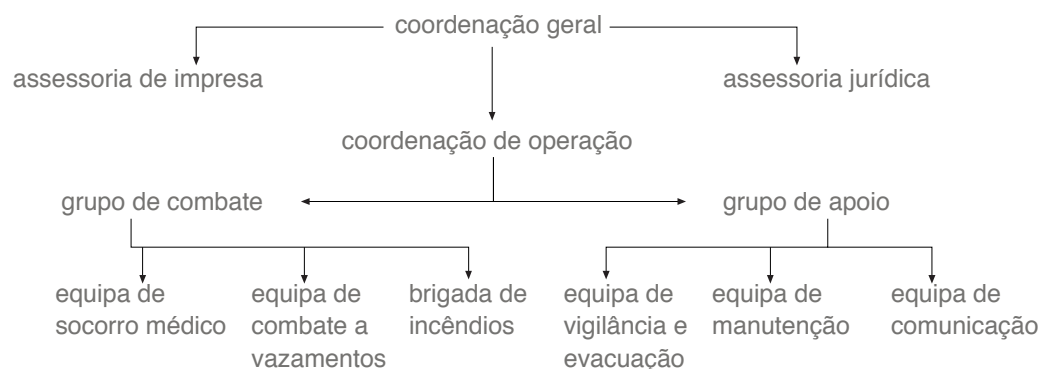 coordenação geral
assessoria de impresa
assessoria jurídica
coordenação de operação
grupo de combate
grupo de apoio
equipa de
socorro médico
equipa de
combate a
vazamentos
brigada de
incêndios
equipa de
vigilância e
evacuação
equipa de
manutenção
equipa de
comunicação